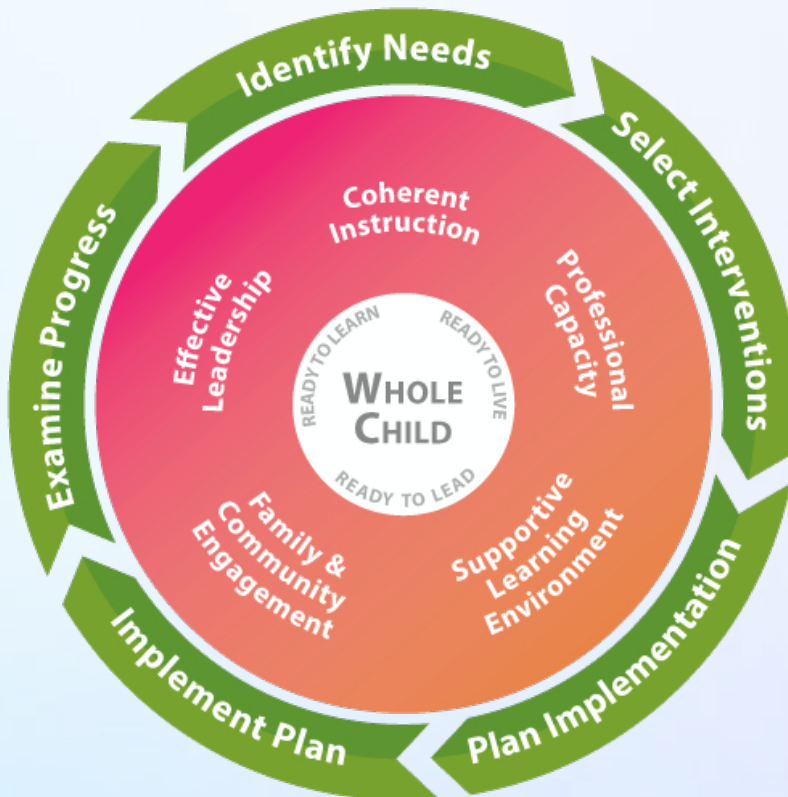 Identify Needs
Select Interventions
Plan Implementation
Implement Plan
Examine Progress
Coherent
Instruction
Professional
Capacity
Supportive
Learning
Environment
Family &
Community
Engagement
Effective
Leadership
READY TO LEARN
READY TO LIVE
READY TO LEAD
WHOLE
CHILD